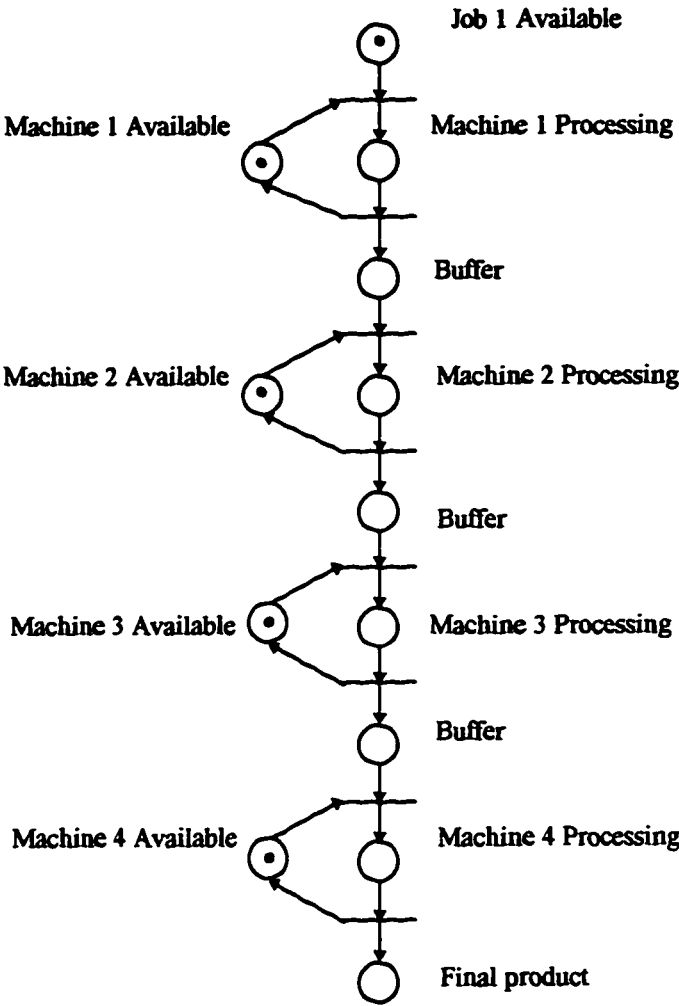 Job 1 Available
Machine 1 Available
Machine 1 Processing
Buffer
Machine 2 Available
Machine 2 Processing
Buffer
Machine 3 Available
Machine 3 Processing
Buffer
Machine 4 Available
Machine 4 Processing
Final product